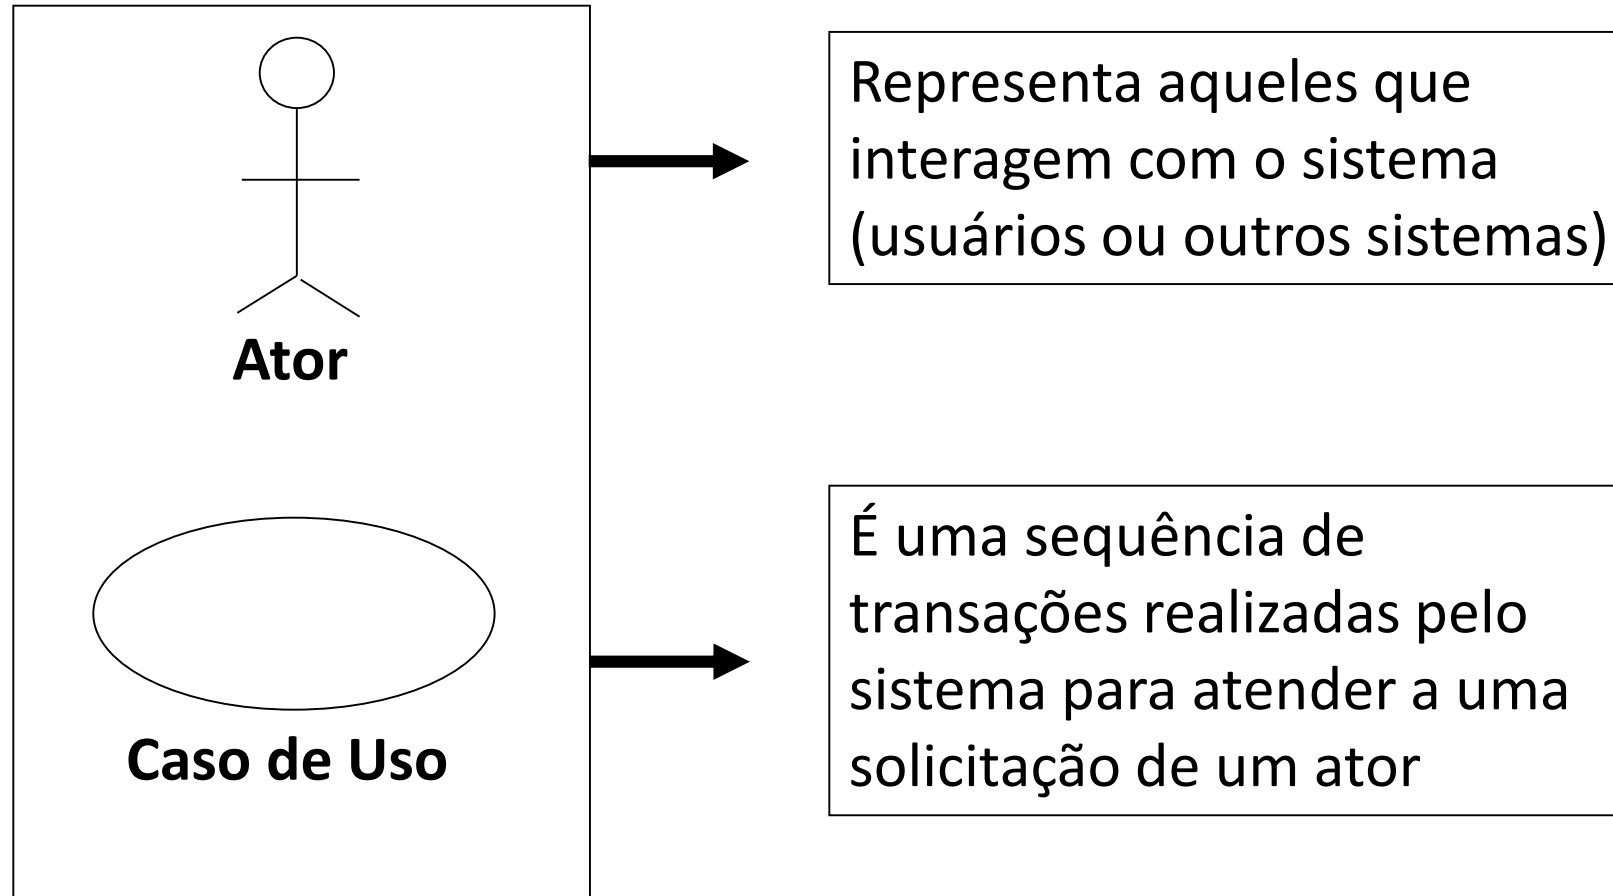 Representa aqueles que
interagem com o sistema
(usuários ou outros sistemas)
Ator
É uma sequência de
transações realizadas pelo
sistema para atender a uma
solicitação de um ator
Caso de Uso